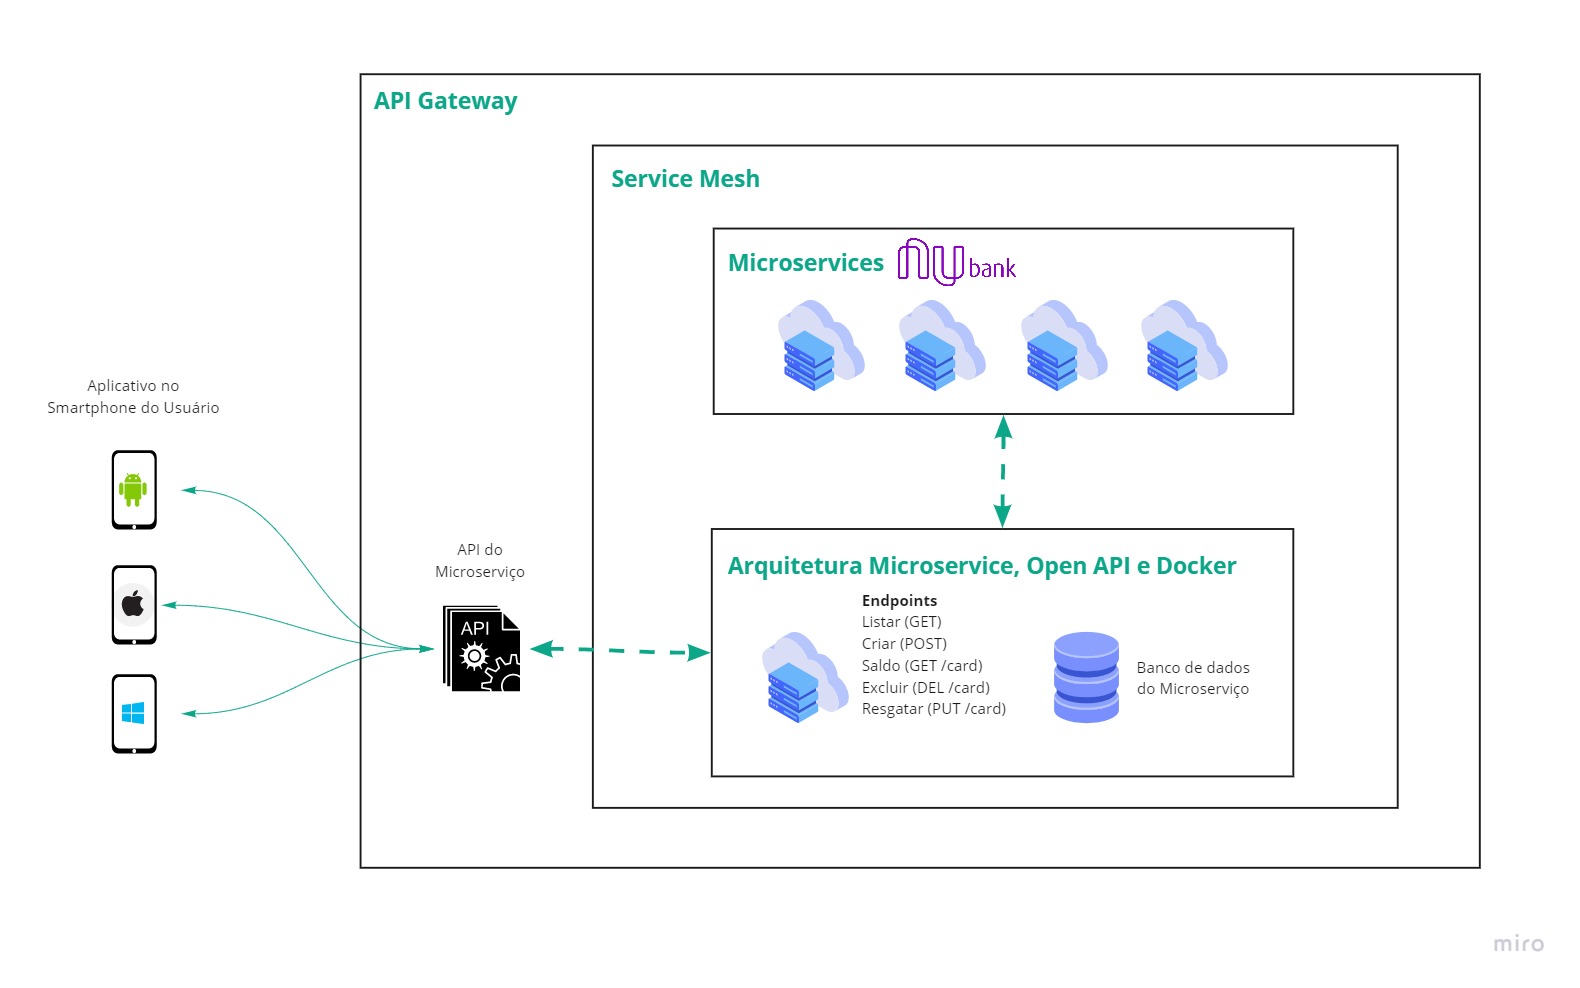 API Gateway
Service Mesh
Microservices nu bank
Aplicativo no
Smartphone do Usuário
API do
Microserviço
API
Arquitetura Microservice, Open API e Docker
Endpoints
Listar (GET)
Criar (POST)
Saldo (GET /card)
Excluir (DEL /card)
Resgatar (PUT /card)
Banco de dados
do Microserviço
miro